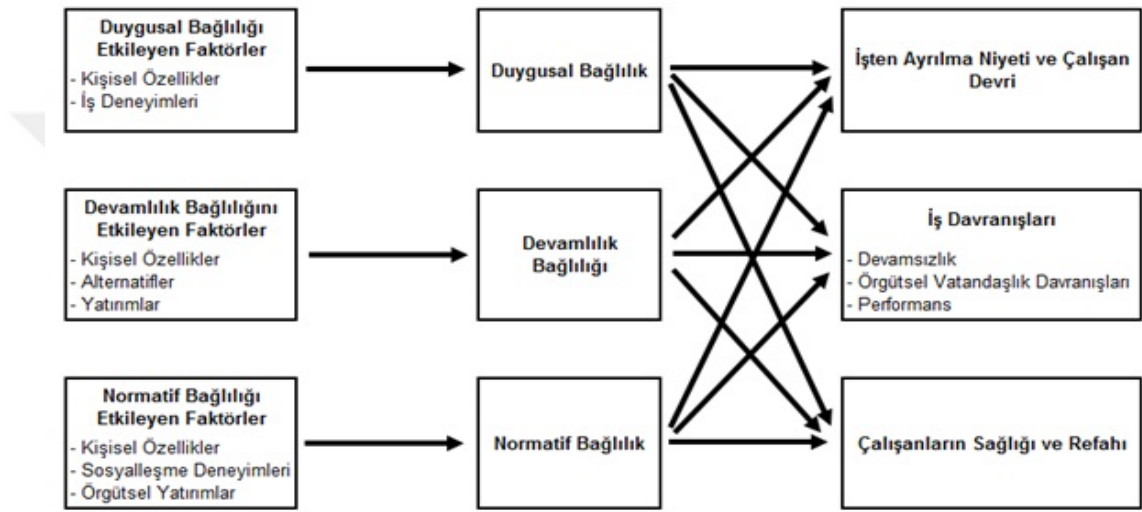 Duygusal Bağlılığı
Etkileyen Faktörler
- Kişisel Özellikler
- İş Deneyimleri
Duygusal Bağlılık
İşten Ayrılma Niyeti ve Çalışan
Devri
Devamlılık Bağlılığını
Etkileyen Faktörler
- Kişisel Özellikler
- Alternatifler
- Yatırımlar
Devamlılık
Bağlılığı
İş Davranışları
- Devamsızlık
- Örgütsel Vatandaşlık Davranışları
- Performans
Normatif Bağlılığı
Etkileyen Faktörler
- Kişisel Özellikler
- Sosyalleşme Deneyimleri
- Örgütsel Yatırımlar
Normatif Bağlılık
Çalışanların Sağlığı ve Refahı